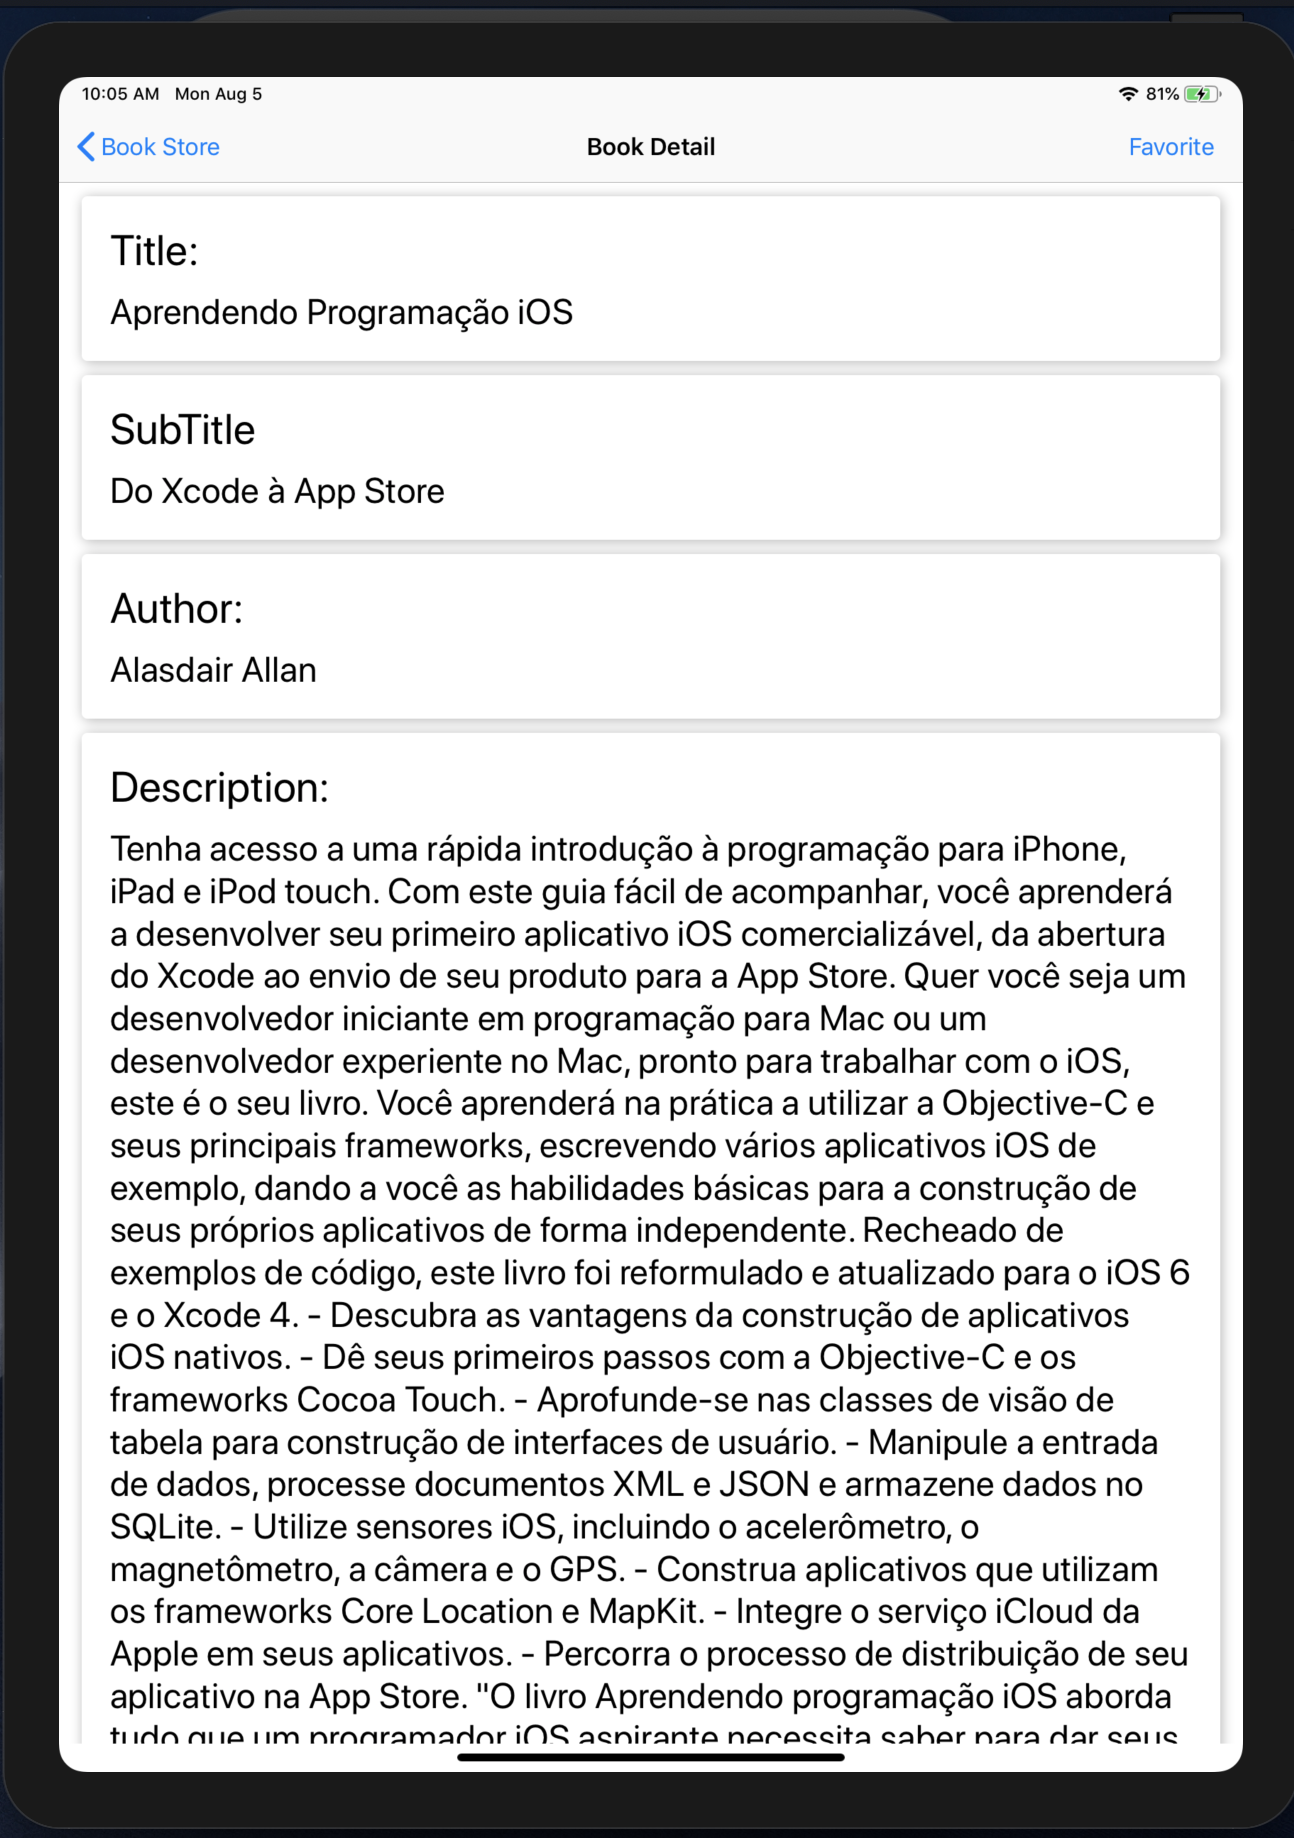 10:05 AM Mon Aug 5 81%
Book Store Book Detail Favorite
Title:
Aprendendo Programação iOS
SubTitle
Do Xcode à App Store
Author:
Alasdair Allan
Description:
Tenha acesso a uma rápida introdução à programação para iPhone,
iPad e iPod touch. Com este guia fácil de acompanhar, você aprenderá
a desenvolver seu primeiro aplicativo iOS comercializável, da abertura
do Xcode ao envio de seu produto para a App Store. Quer você seja um
desenvolvedor iniciante em programação para Mac ou um
desenvolvedor experiente no Mac, pronto para trabalhar com o iOS,
este é o seu livro. Você aprenderá na prática a utilizar a Objective-C e
seus principais frameworks, escrevendo vários aplicativos iOS de
exemplo, dando a você as habilidades básicas para a construção de
seus próprios aplicativos de forma independente. Recheado de
exemplos de código, este livro foi reformulado e atualizado para o iOS 6
e o Xcode 4. - Descubra as vantagens da construção de aplicativos
iOS nativos. - Dê seus primeiros passos com a Objective-C e os
frameworks Cocoa Touch. - Aprofunde-se nas classes de visão de
tabela para construção de interfaces de usuário. - Manipule a entrada
de dados, processe documentos XML e JSON e armazene dados no
SQLite. - Utilize sensores iOS, incluindo o acelerômetro, o
magnetômetro, a câmera e o GPS. - Construa aplicativos que utilizam
os frameworks Core Location e MapKit. - Integre o serviço iCloud da
Apple em seus aplicativos. - Percorra o processo de distribuição de seu
aplicativo na App Store. "O livro Aprendendo programação iOS aborda
tudo que um programador iOS aspirante necessita saber para dar seus